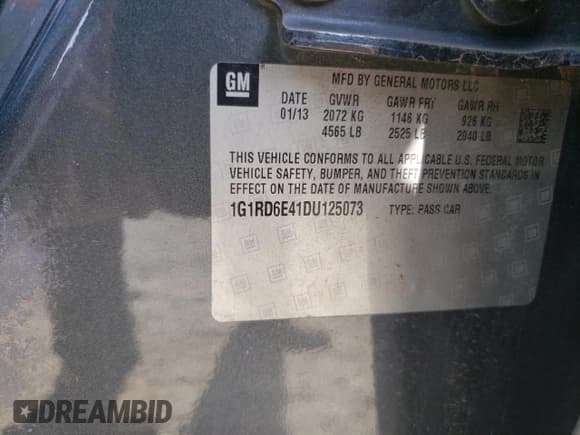 GM
MFD BY GENERAL MOTORS LLC
DATE GVWR GAWR FRT GAWR RR
01/13 2072 KG 1146 KG 926 KG
4565 LB 2525 LB 2040 LB
THIS VEHICLE CONFORMS TO ALL APPLICABLE U.S. FEDERAL MOTOR
VEHICLE SAFETY, BUMPER, AND THEFT PREVENTION STANDARDS IN
EFFECT ON THE DATE OF MANUFACTURE SHOWN ABOVE.
1G1RD6E41DU125073 TYPE: PASS CAR
DREAMBID